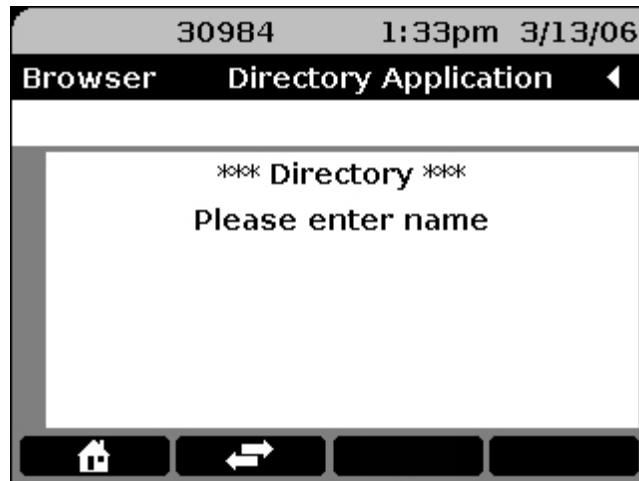 30984 1:33pm 3/13/06
Browser Directory Application
*** Directory ***
Please enter name